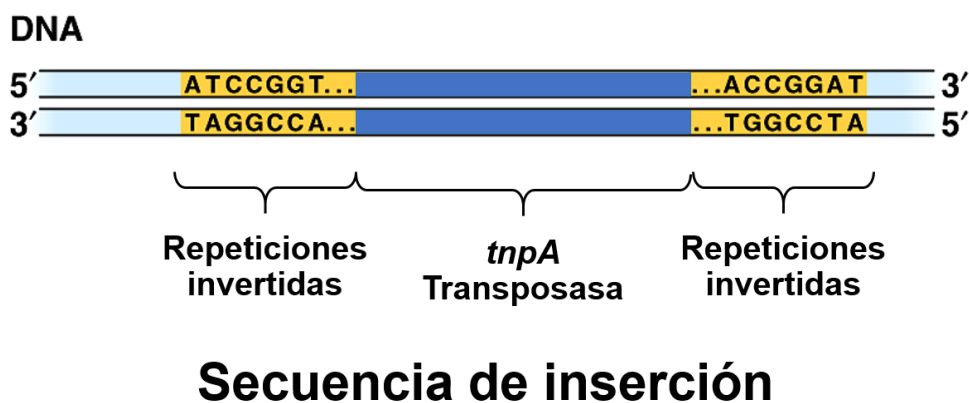 DNA
5′ ATCCGGT... ...ACCGGAT 3′
3′ TAGGCCA... ...TGGCCTA 5′
Repeticiones invertidas
tnpA
Transposasa
Repeticiones invertidas
Secuencia de inserción